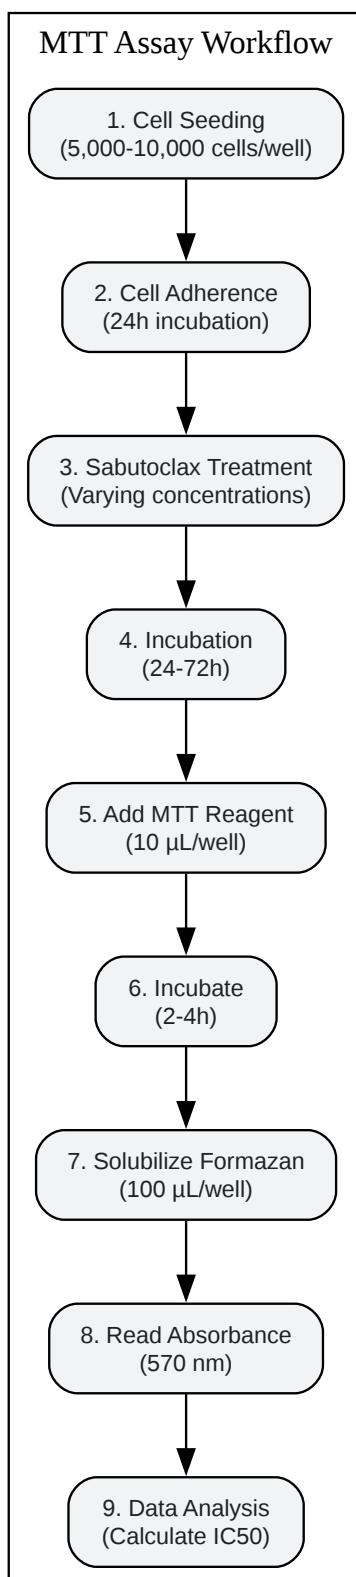 MTT Assay Workflow
1. Cell Seeding
(5,000-10,000 cells/well)
2. Cell Adherence
(24h incubation)
3. Sabutoclax Treatment
(Varying concentrations)
4. Incubation
(24-72h)
5. Add MTT Reagent
(10 µL/well)
6. Incubate
(2-4h)
7. Solubilize Formazan
(100 µL/well)
8. Read Absorbance
(570 nm)
9. Data Analysis
(Calculate IC50)